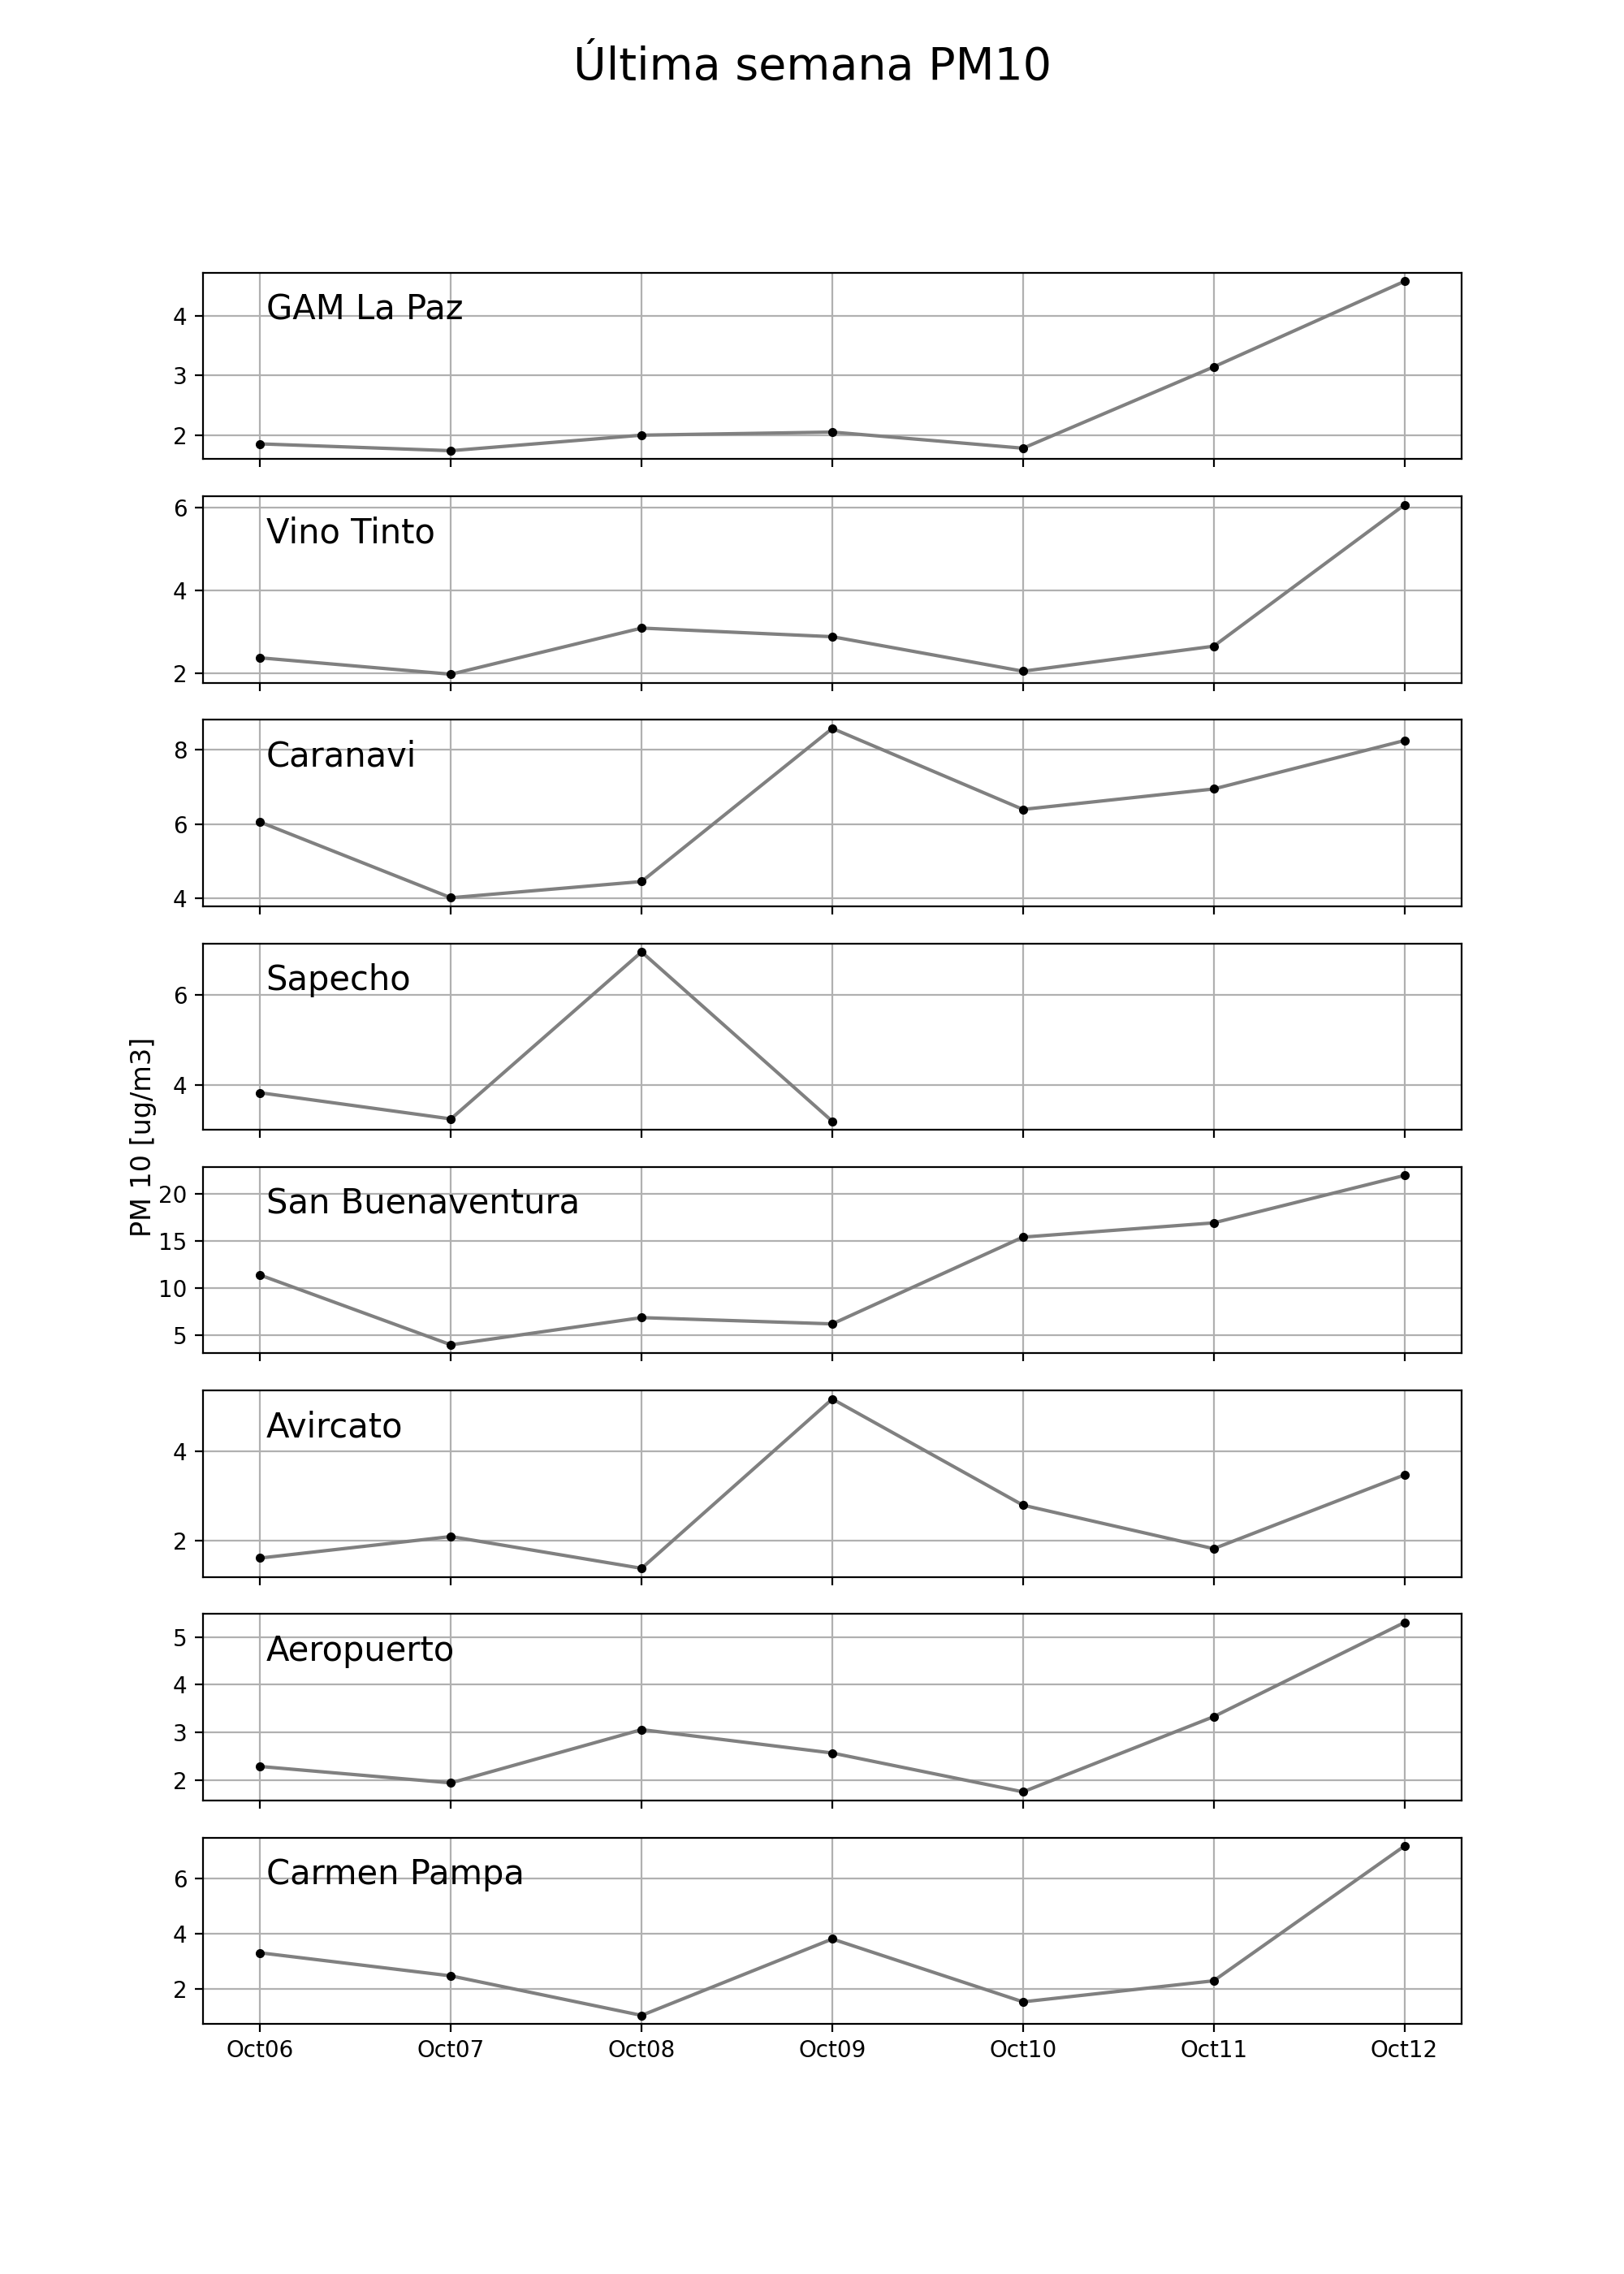 Última semana PM10
GAM La Paz
4
3
2
Vino Tinto
6
4
2
Caranavi
8
6
4
Sapecho
6
4
PM 10 [ug/m3]
San Buenaventura
20
15
10
5
Avircato
4
2
Aeropuerto
5
4
3
2
Carmen Pampa
6
4
2
Oct06 Oct07 Oct08 Oct09 Oct10 Oct11 Oct12